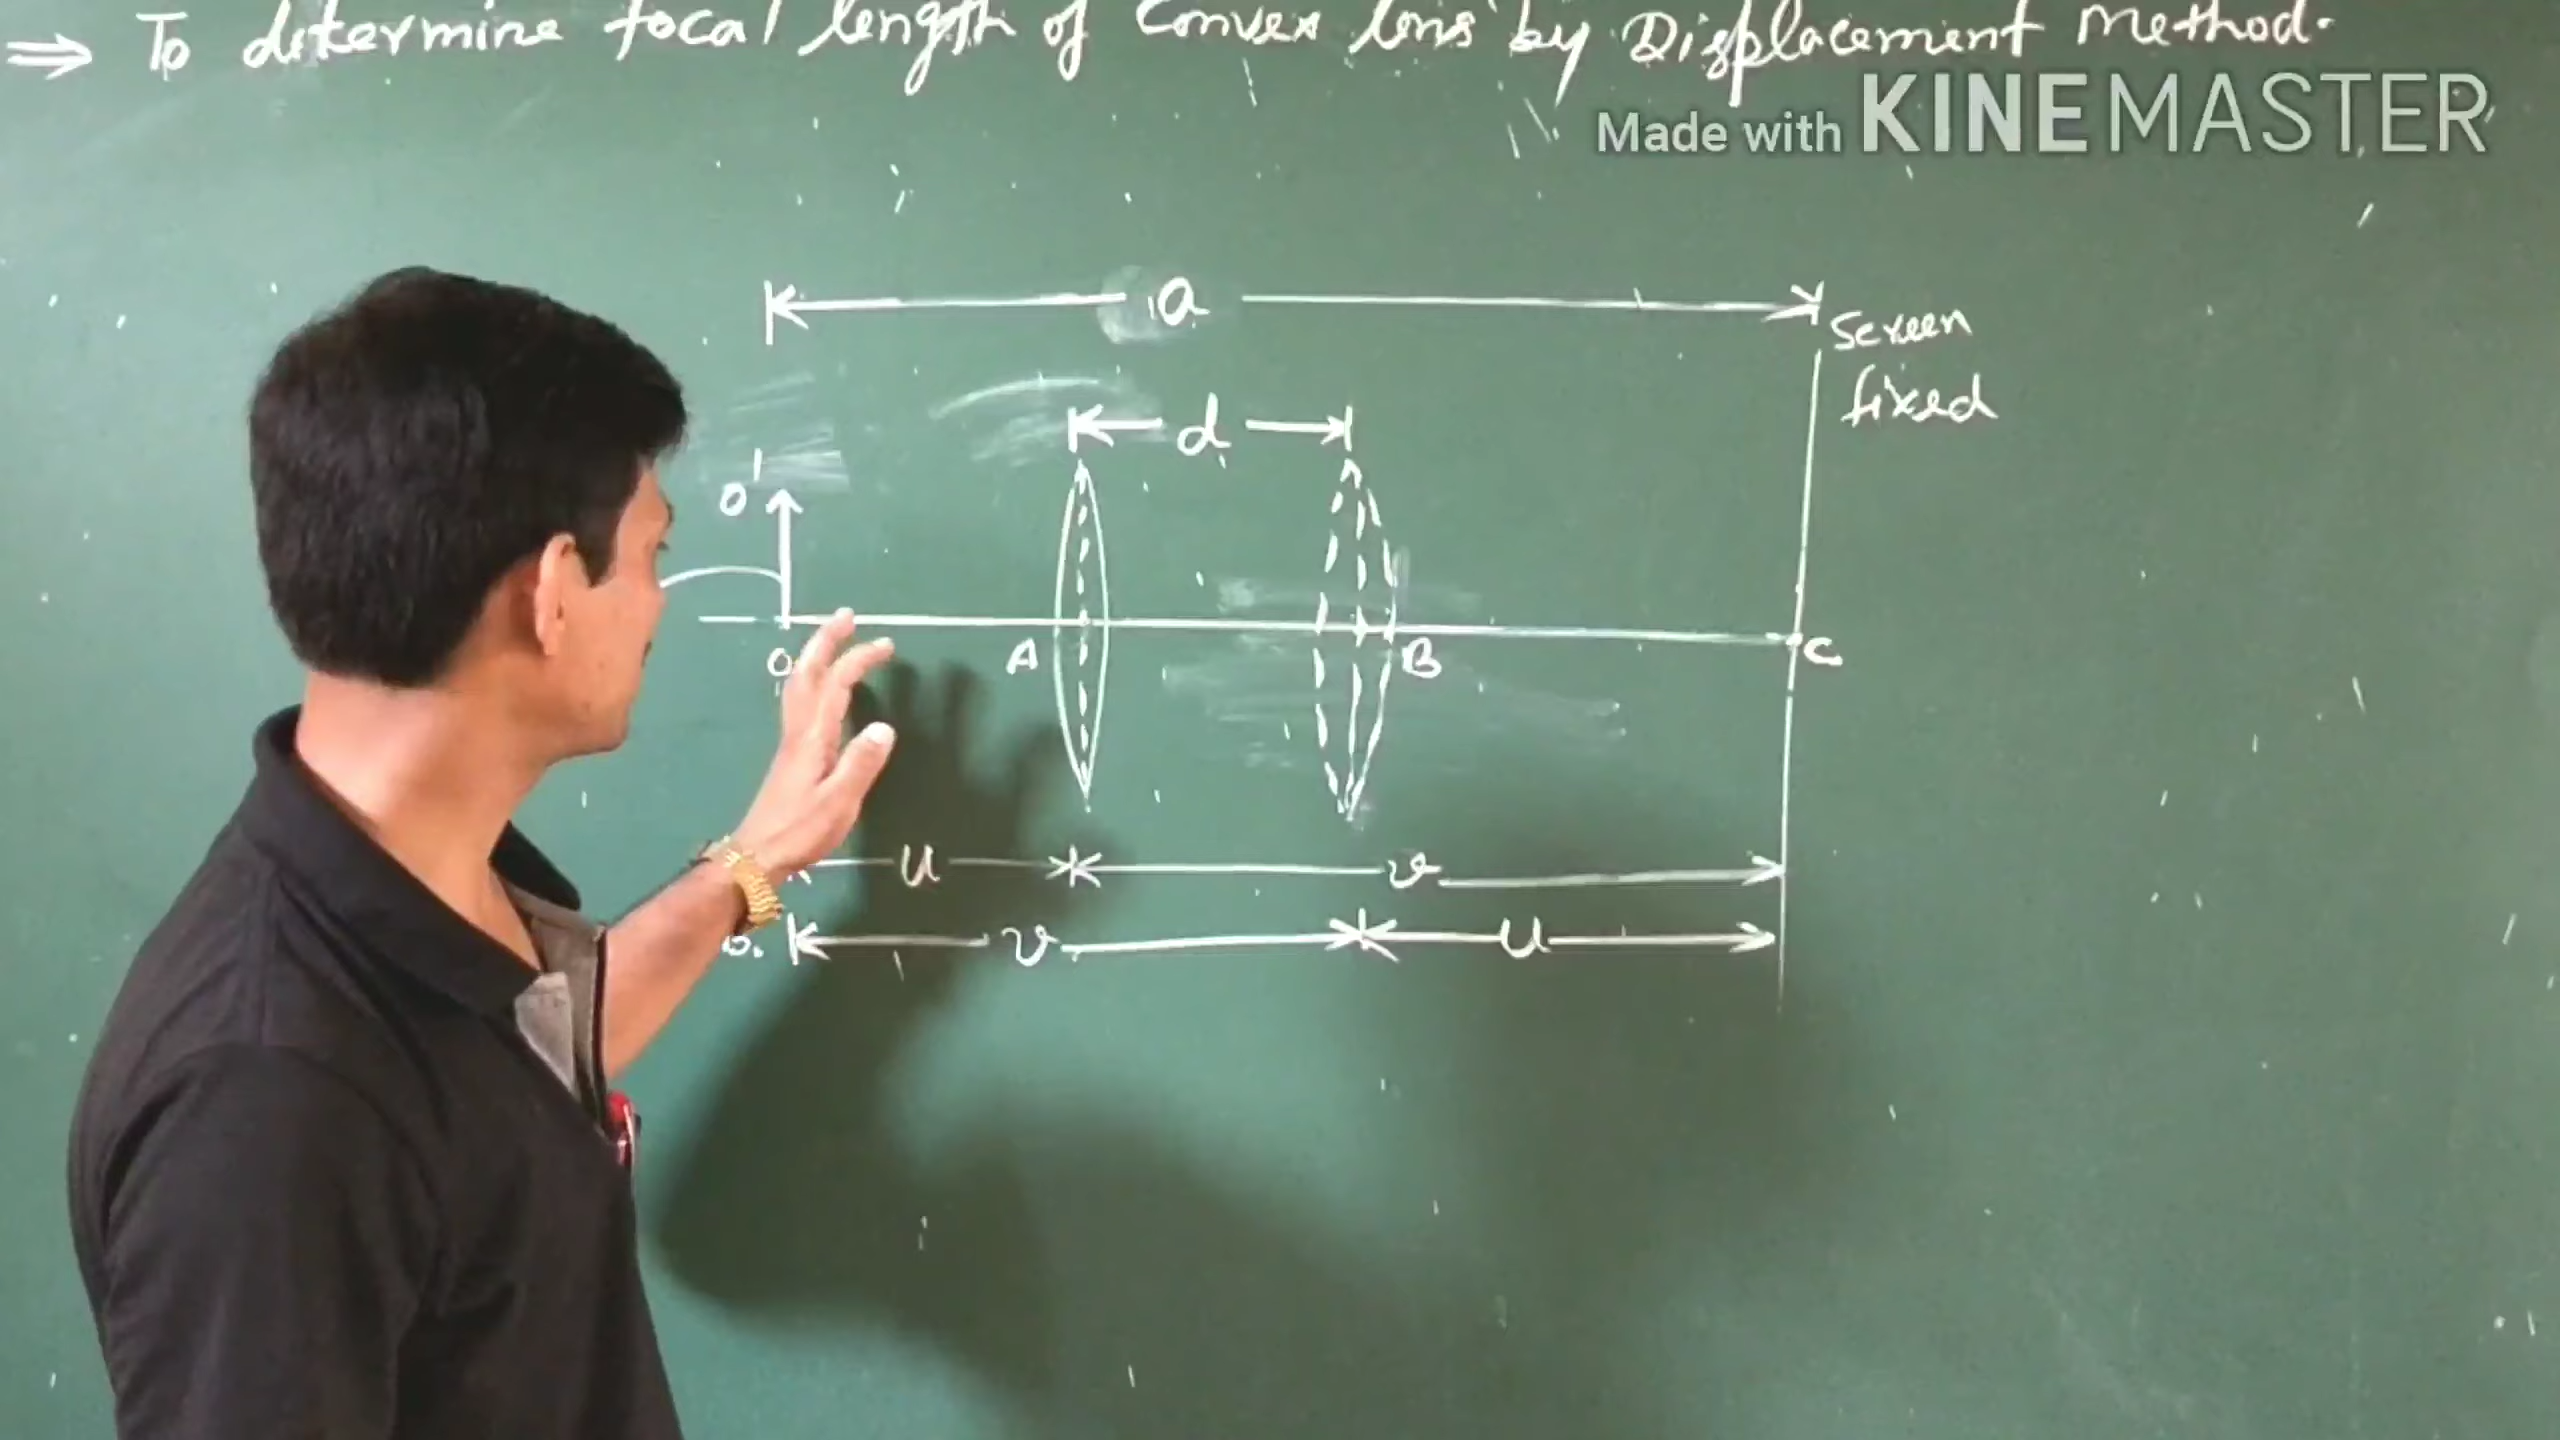 ⇒ To determine focal length of Convex lens by Displacement Method.
Made with KINEMASTER
a
Screen
fixed
d
O'
O A B C
u v
v u